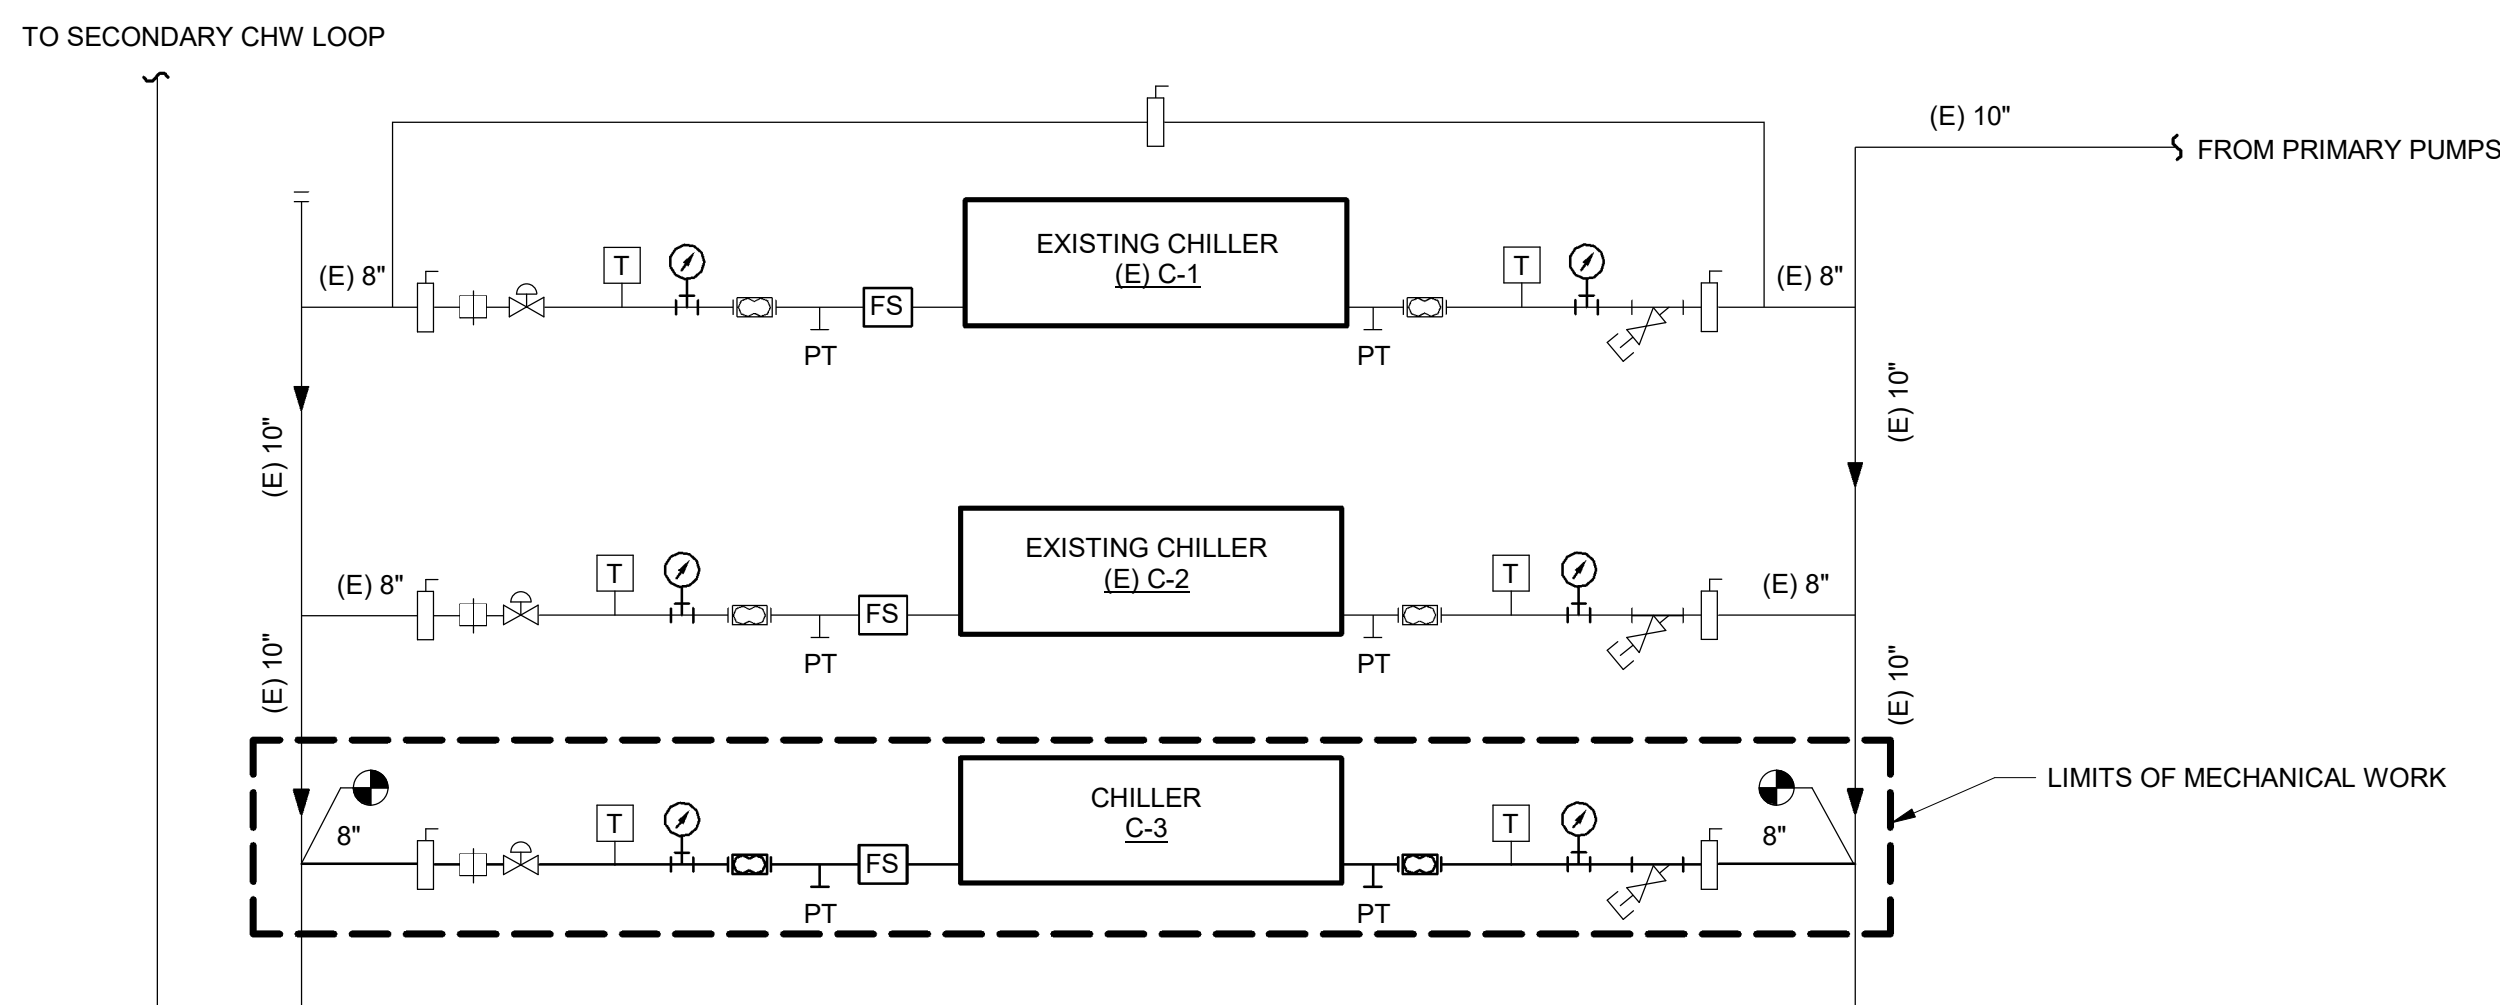 TO SECONDARY CHW LOOP
(E) 10"
FROM PRIMARY PUMPS
EXISTING CHILLER
(E) C-1
(E) 8"
T
FS
PT
T
PT
(E) 8"
(E) 10"
(E) 10"
EXISTING CHILLER
(E) C-2
(E) 8"
T
FS
PT
T
PT
(E) 8"
(E) 10"
(E) 10"
LIMITS OF MECHANICAL WORK
CHILLER
C-3
8"
T
FS
PT
T
PT
8"